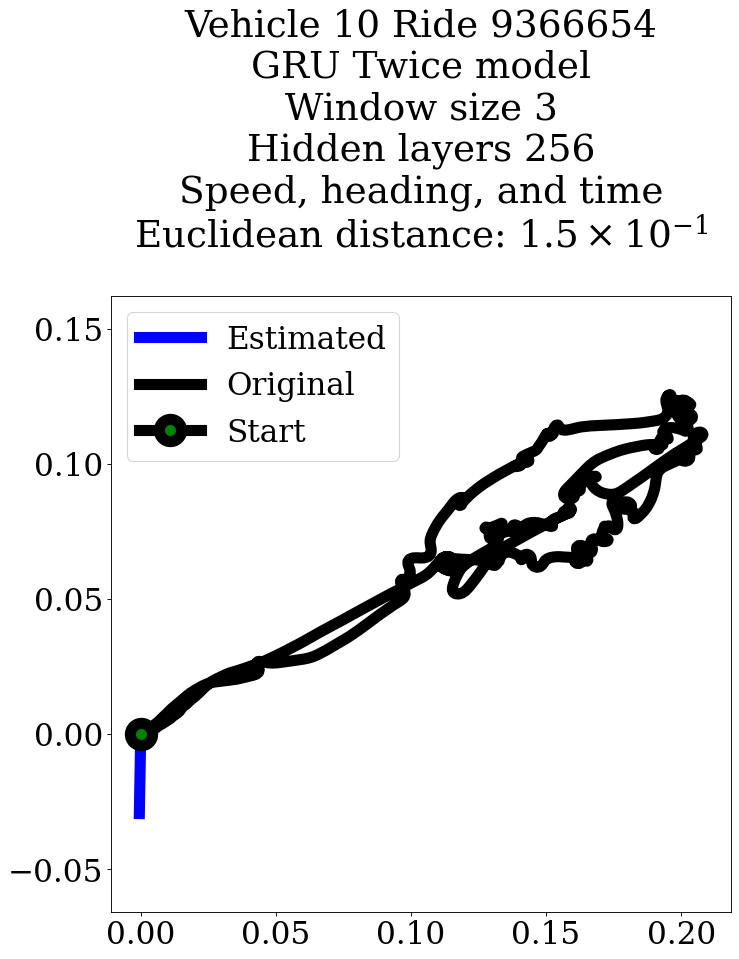 Vehicle 10 Ride 9366654
GRU Twice model
Window size 3
Hidden layers 256
Speed, heading, and time
Euclidean distance: 1.5 × 10⁻¹
Estimated
Original
Start
0.15
0.10
0.05
0.00
−0.05
0.00 0.05 0.10 0.15 0.20